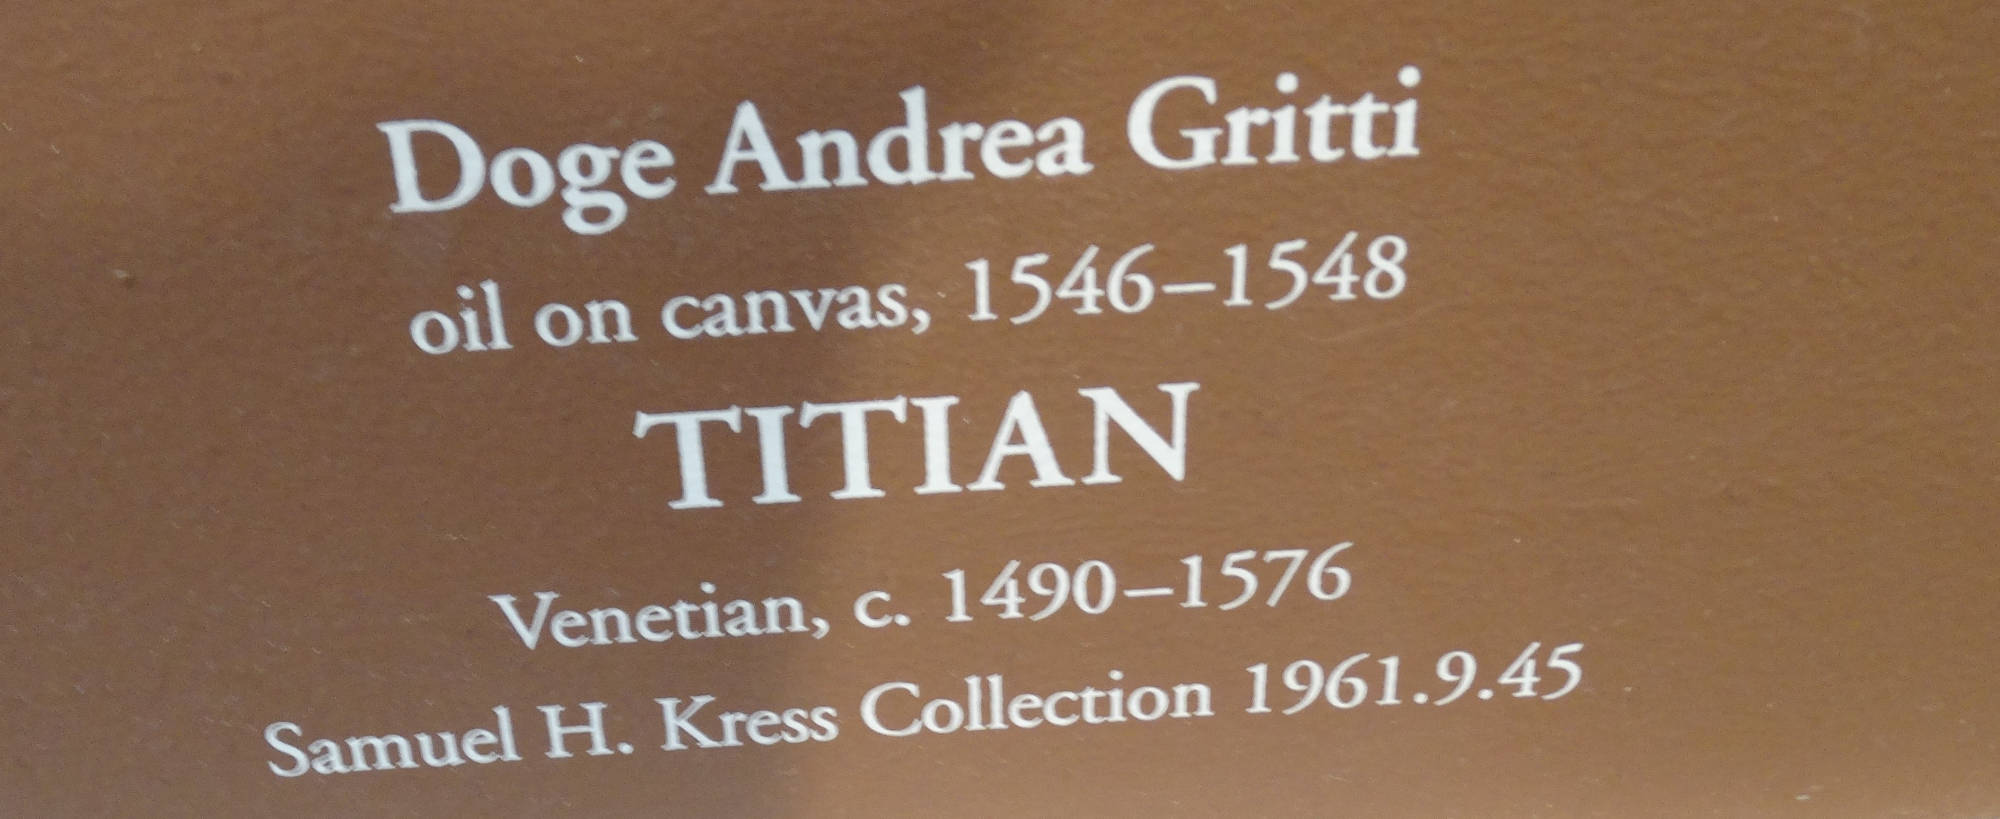 Doge Andrea Gritti
oil on canvas, 1546–1548
TITIAN
Venetian, c. 1490–1576
Samuel H. Kress Collection 1961.9.45